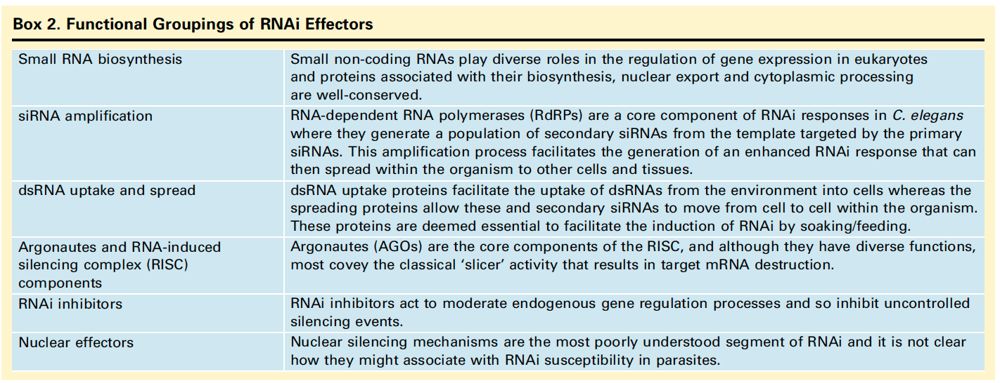 Box 2. Functional Groupings of RNAi Effectors
Small RNA biosynthesis
Small non-coding RNAs play diverse roles in the regulation of gene expression in eukaryotes
and proteins associated with their biosynthesis, nuclear export and cytoplasmic processing
are well-conserved.
siRNA amplification
RNA-dependent RNA polymerases (RdRPs) are a core component of RNAi responses in C. elegans
where they generate a population of secondary siRNAs from the template targeted by the primary
siRNAs. This amplification process facilitates the generation of an enhanced RNAi response that can
then spread within the organism to other cells and tissues.
dsRNA uptake and spread
dsRNA uptake proteins facilitate the uptake of dsRNAs from the environment into cells whereas the
spreading proteins allow these and secondary siRNAs to move from cell to cell within the organism.
These proteins are deemed essential to facilitate the induction of RNAi by soaking/feeding.
Argonautes and RNA-induced
silencing complex (RISC)
components
Argonautes (AGOs) are the core components of the RISC, and although they have diverse functions,
most covey the classical ‘slicer’ activity that results in target mRNA destruction.
RNAi inhibitors
RNAi inhibitors act to moderate endogenous gene regulation processes and so inhibit uncontrolled
silencing events.
Nuclear effectors
Nuclear silencing mechanisms are the most poorly understood segment of RNAi and it is not clear
how they might associate with RNAi susceptibility in parasites.